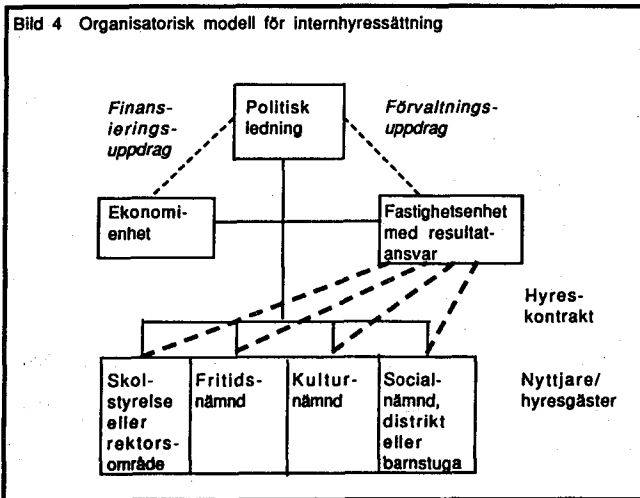 Bild 4 Organisatorisk modell för internhyressättning
Finans-
ierings-
uppdrag
Politisk
ledning
Förvaltnings-
uppdrag
Ekonomi-
enhet
Fastighetsenhet
med resultat-
ansvar
Hyres-
kontrakt
Skol-
styrelse
eller
rektors-
område
Fritids-
nämnd
Kultur-
nämnd
Social-
nämnd,
distrikt
eller
barnstuga
Nyttjare/
hyresgäster